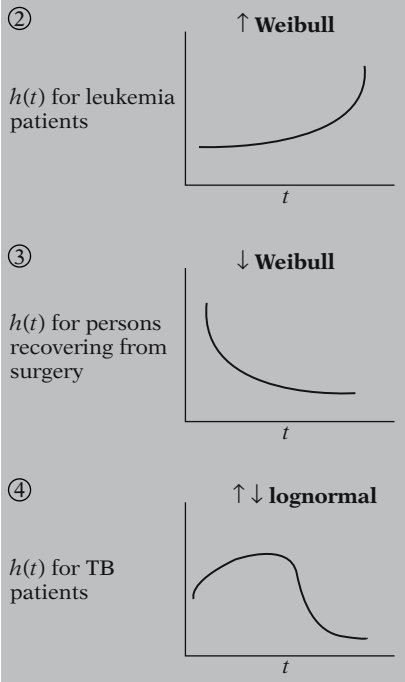 ②
↑ Weibull
h(t) for leukemia
patients
t
③
↓ Weibull
h(t) for persons
recovering from
surgery
t
④
↑↓ lognormal
h(t) for TB
patients
t